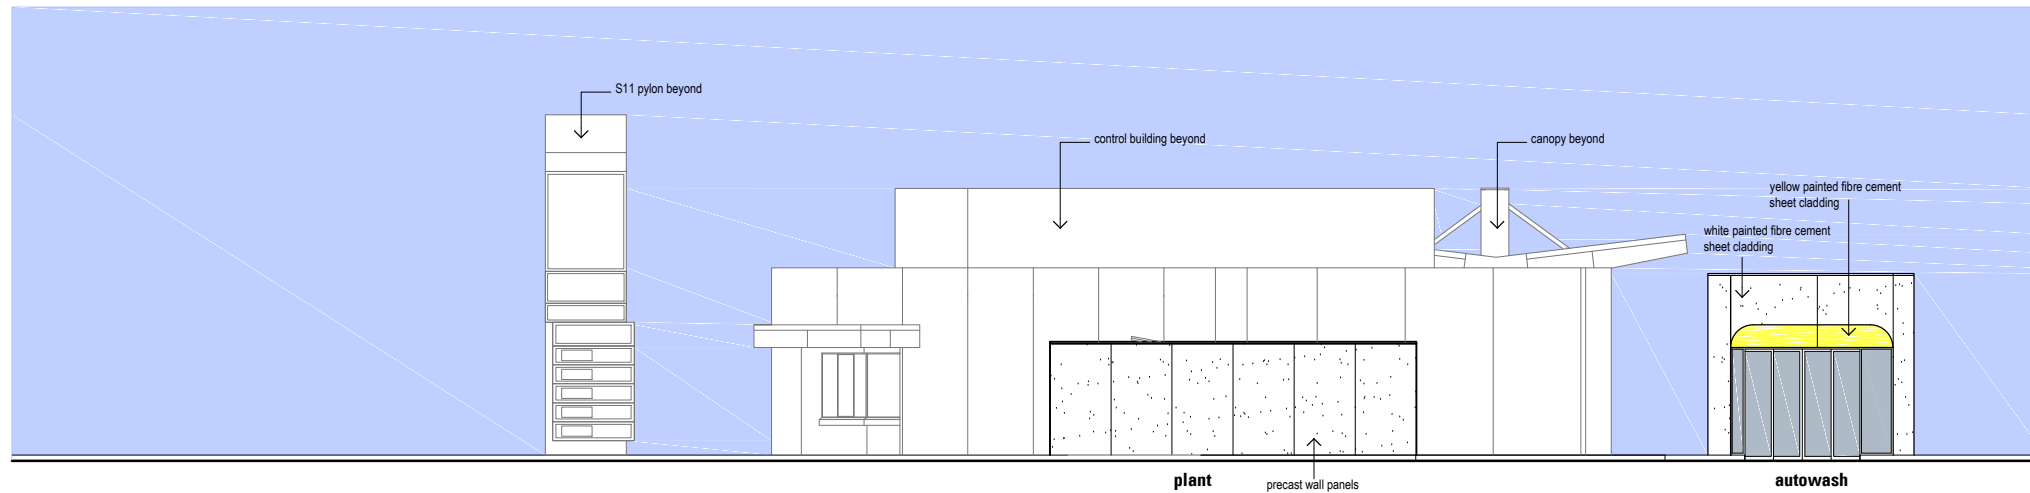 S11 pylon beyond
control building beyond
canopy beyond
yellow painted fibre cement
sheet cladding
white painted fibre cement
sheet cladding
plant
precast wall panels
autowash